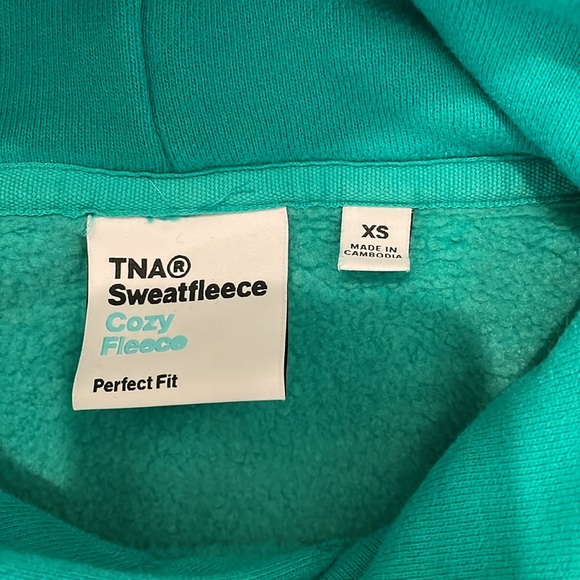 TNA®
Sweatfleece
Cozy
Fleece
Perfect Fit
XS
MADE IN
CAMBODIA